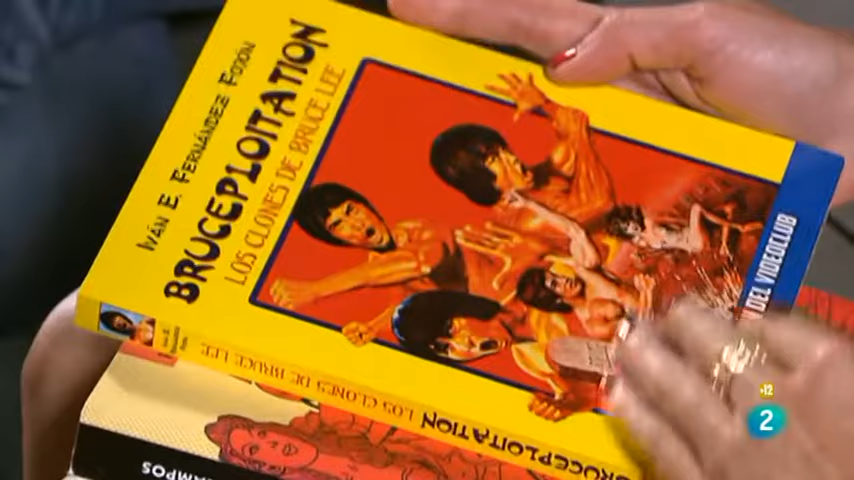 IVÁN E. FERNÁNDEZ FOJÓN
BRUCEPLOITATION
LOS CLONES DE BRUCE LEE
DEL VIDEOCLUB
BRUCEPLOITATION LOS CLONES DE BRUCE LEE
AMPOS
+12
2